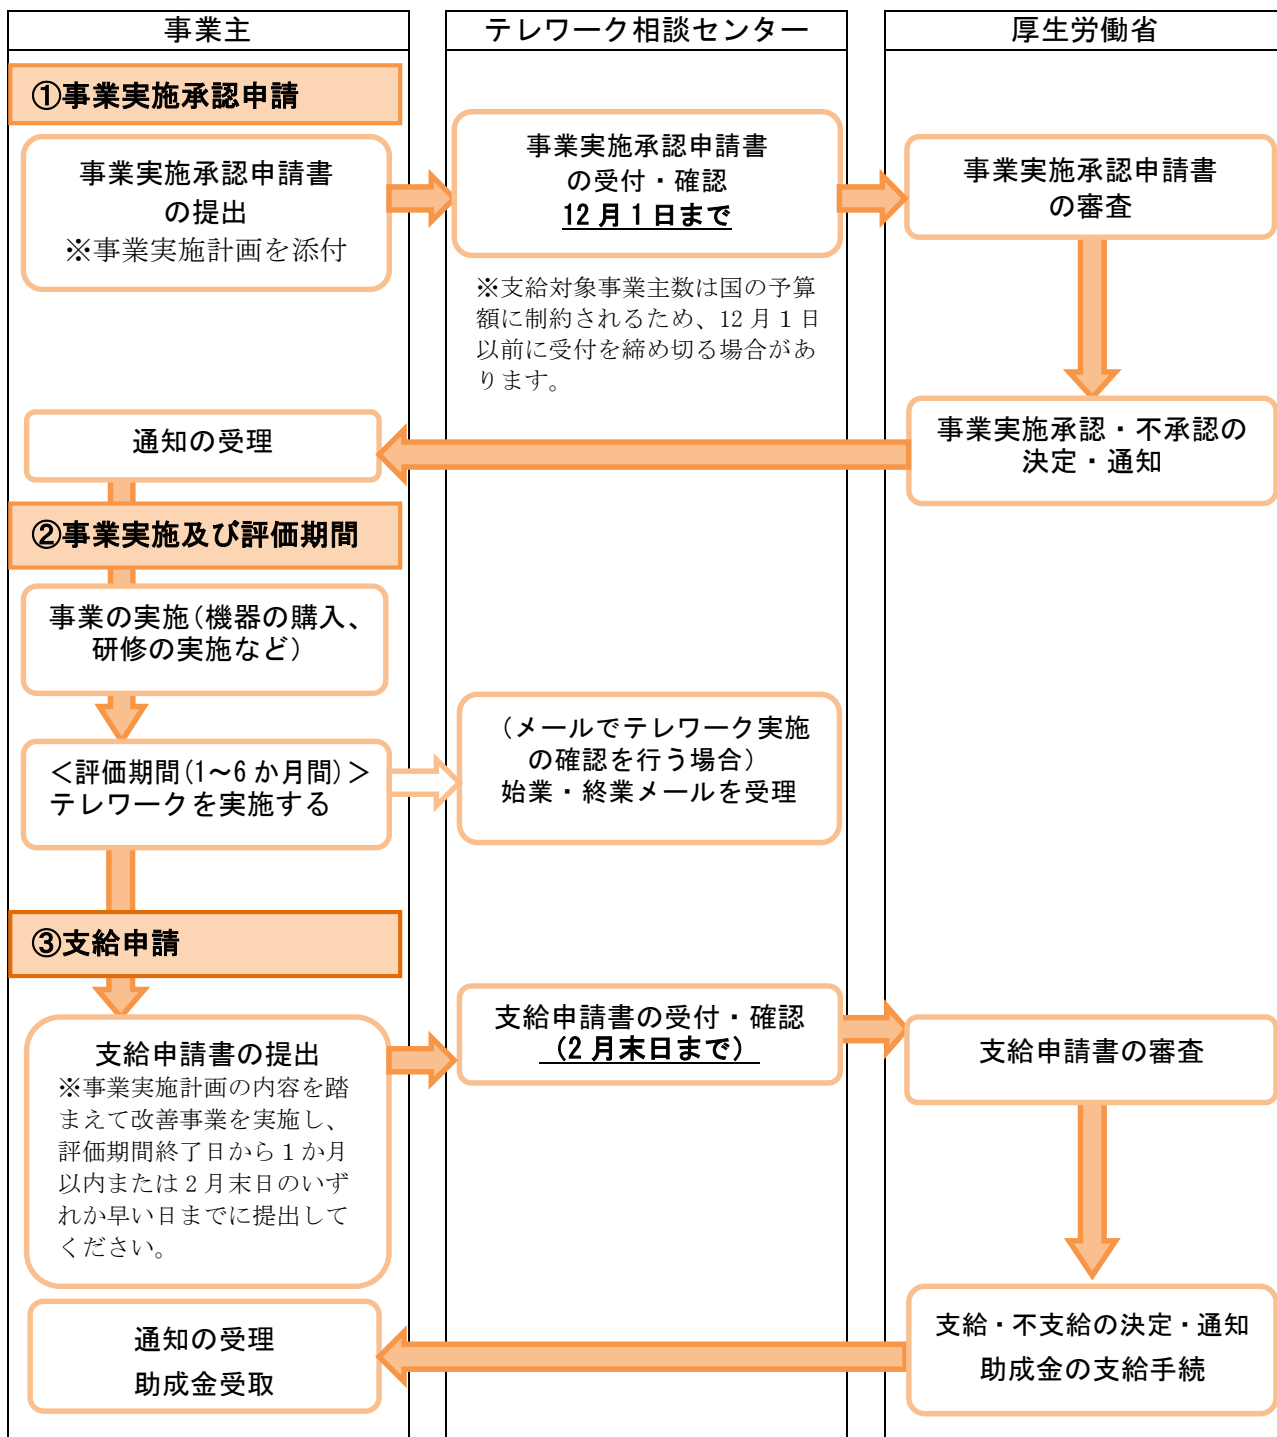 事業主
テレワーク相談センター
厚生労働省
①事業実施承認申請
事業実施承認申請書
の提出
※事業実施計画を添付
事業実施承認申請書
の受付・確認
12月1日まで
※支給対象事業主数は国の予算
額に制約されるため、12月1日
以前に受付を締め切る場合があ
ります。
事業実施承認申請書
の審査
通知の受理
事業実施承認・不承認の
決定・通知
②事業実施及び評価期間
事業の実施(機器の購入、
研修の実施など)
<評価期間(1~6か月間)>
テレワークを実施する
(メールでテレワーク実施
の確認を行う場合)
始業・終業メールを受理
③支給申請
支給申請書の提出
※事業実施計画の内容を踏
まえて改善事業を実施し、
評価期間終了日から1か月
以内または2月末日のいず
れか早い日までに提出して
ください。
支給申請書の受付・確認
(2月末日まで)
支給申請書の審査
通知の受理
助成金受取
支給・不支給の決定・通知
助成金の支給手続